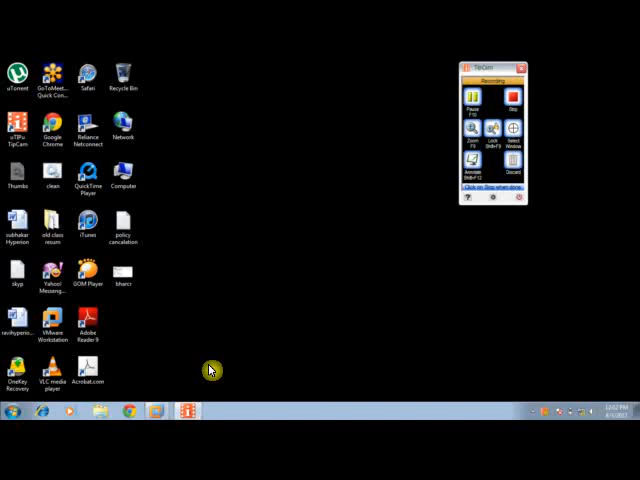 uTorrent
GoToMeet...
Quick Con...
Safari
Recycle Bin
uTIPu
TipCam
Google
Chrome
Reliance
Netconnect
Network
Thumbs
clean
QuickTime
Player
Computer
subhakar
Hyperion
old class
resum
iTunes
policy
cancalation
skyp
Yahoo!
Messeng...
GOM Player
bharcr
ravihyperio...
VMware
Workstation
Adobe
Reader 9
OneKey
Recovery
VLC media
player
Acrobat.com
TipCam
Recording
Pause
F10
Stop
Zoom
F9
Lock
Shift+F9
Select
Window
Annotate
Shift+F12
Discard
Click on Stop when done
?
12:02 PM